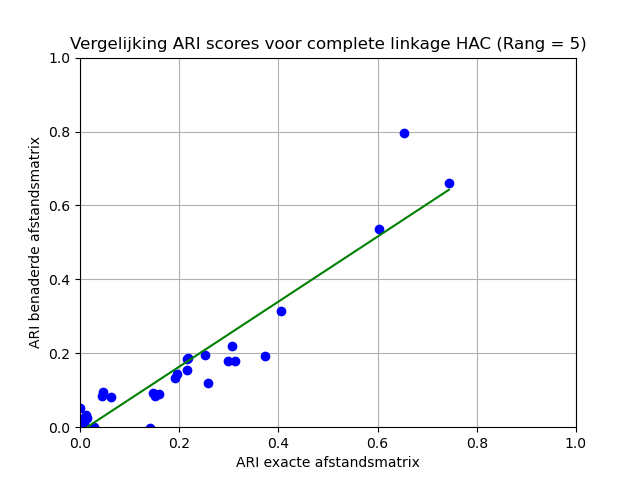 Vergelijking ARI scores voor complete linkage HAC (Rang = 5)
1.0
0.8
0.6
0.4
0.2
0.0
ARI benaderde afstandsmatrix
0.0 0.2 0.4 0.6 0.8 1.0
ARI exacte afstandsmatrix